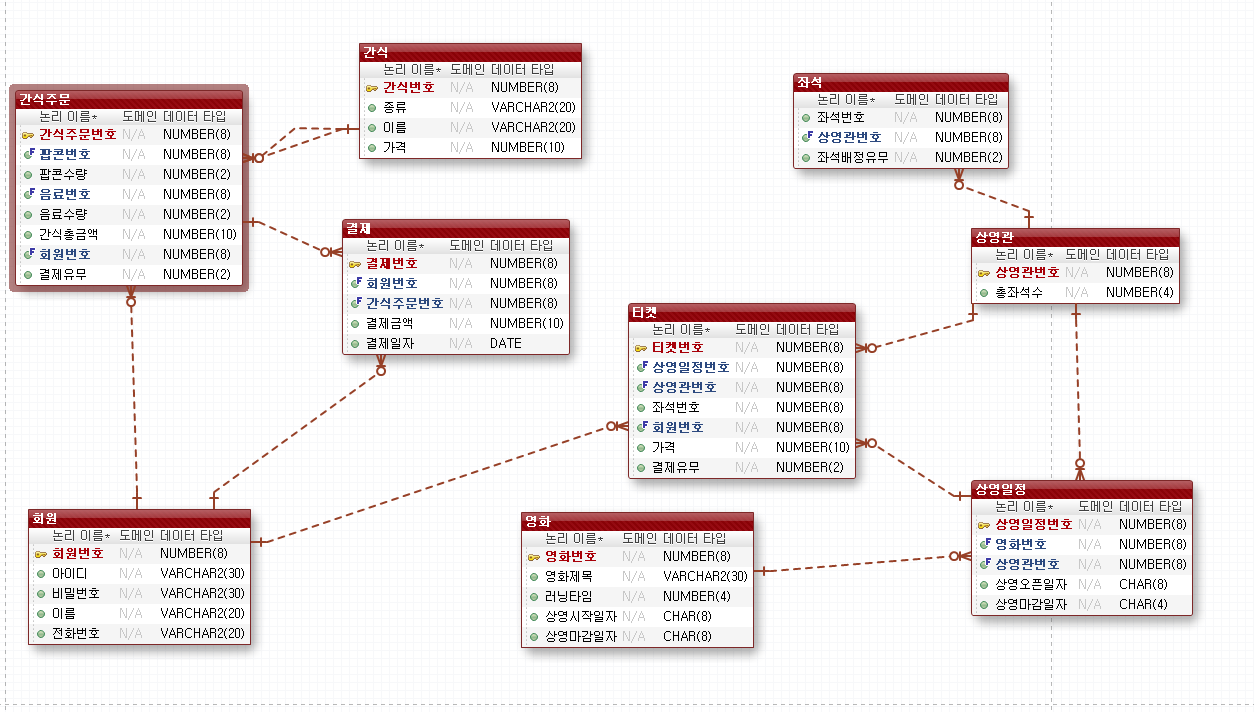 간식
논리 이름* 도메인 데이터 타입
간식번호 N/A NUMBER(8)
종류 N/A VARCHAR2(20)
이름 N/A VARCHAR2(20)
가격 N/A NUMBER(10)
간식주문
논리 이름* 도메인 데이터 타입
간식주문번호 N/A NUMBER(8)
팝콘번호 N/A NUMBER(8)
팝콘수량 N/A NUMBER(2)
음료번호 N/A NUMBER(8)
음료수량 N/A NUMBER(2)
간식총금액 N/A NUMBER(10)
회원번호 N/A NUMBER(8)
결제유무 N/A NUMBER(2)
좌석
논리 이름* 도메인 데이터 타입
좌석번호 N/A NUMBER(8)
상영관번호 N/A NUMBER(8)
좌석배정유무 N/A NUMBER(2)
결제
논리 이름* 도메인 데이터 타입
결제번호 N/A NUMBER(8)
회원번호 N/A NUMBER(8)
간식주문번호 N/A NUMBER(8)
결제금액 N/A NUMBER(10)
결제일자 N/A DATE
상영관
논리 이름* 도메인 데이터 타입
상영관번호 N/A NUMBER(8)
총좌석수 N/A NUMBER(4)
티켓
논리 이름* 도메인 데이터 타입
티켓번호 N/A NUMBER(8)
상영일정번호 N/A NUMBER(8)
상영관번호 N/A NUMBER(8)
좌석번호 N/A NUMBER(8)
회원번호 N/A NUMBER(8)
가격 N/A NUMBER(10)
결제유무 N/A NUMBER(2)
회원
논리 이름* 도메인 데이터 타입
회원번호 N/A NUMBER(8)
아이디 N/A VARCHAR2(30)
비밀번호 N/A VARCHAR2(30)
이름 N/A VARCHAR2(20)
전화번호 N/A VARCHAR2(20)
영화
논리 이름* 도메인 데이터 타입
영화번호 N/A NUMBER(8)
영화제목 N/A VARCHAR2(30)
러닝타임 N/A NUMBER(4)
상영시작일자 N/A CHAR(8)
상영마감일자 N/A CHAR(8)
상영일정
논리 이름* 도메인 데이터 타입
상영일정번호 N/A NUMBER(8)
영화번호 N/A NUMBER(8)
상영관번호 N/A NUMBER(8)
상영오픈일자 N/A CHAR(8)
상영마감일자 N/A CHAR(4)